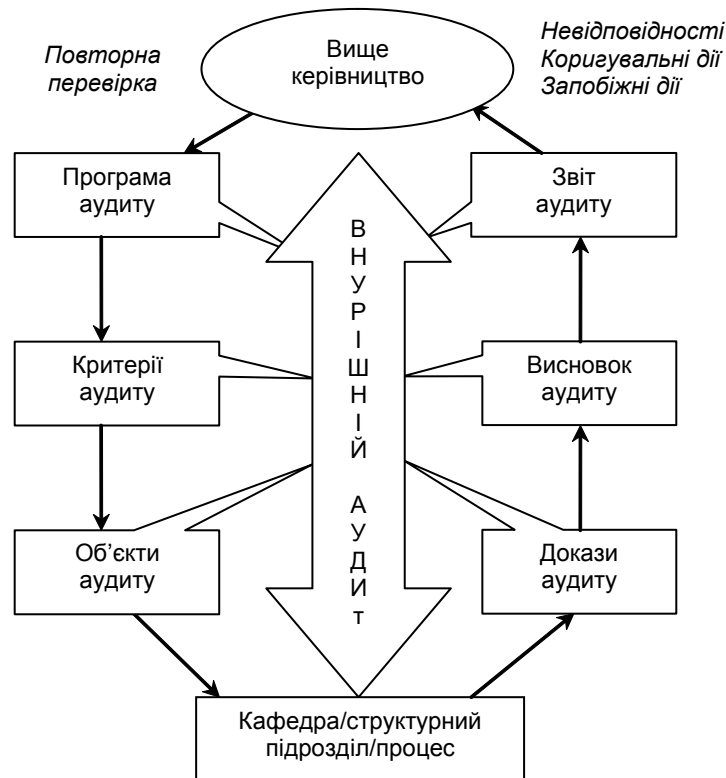 Повторна
перевірка
Вище
керівництво
Невідповідності
Коригувальні дії
Запобіжні дії
Програма
аудиту
Звіт
аудиту
В
Н
У
Р
І
Ш
Н
І
Й
А
У
Д
И
т
Критерії
аудиту
Висновок
аудиту
Об’єкти
аудиту
Докази
аудиту
Кафедра/структурний
підрозділ/процес